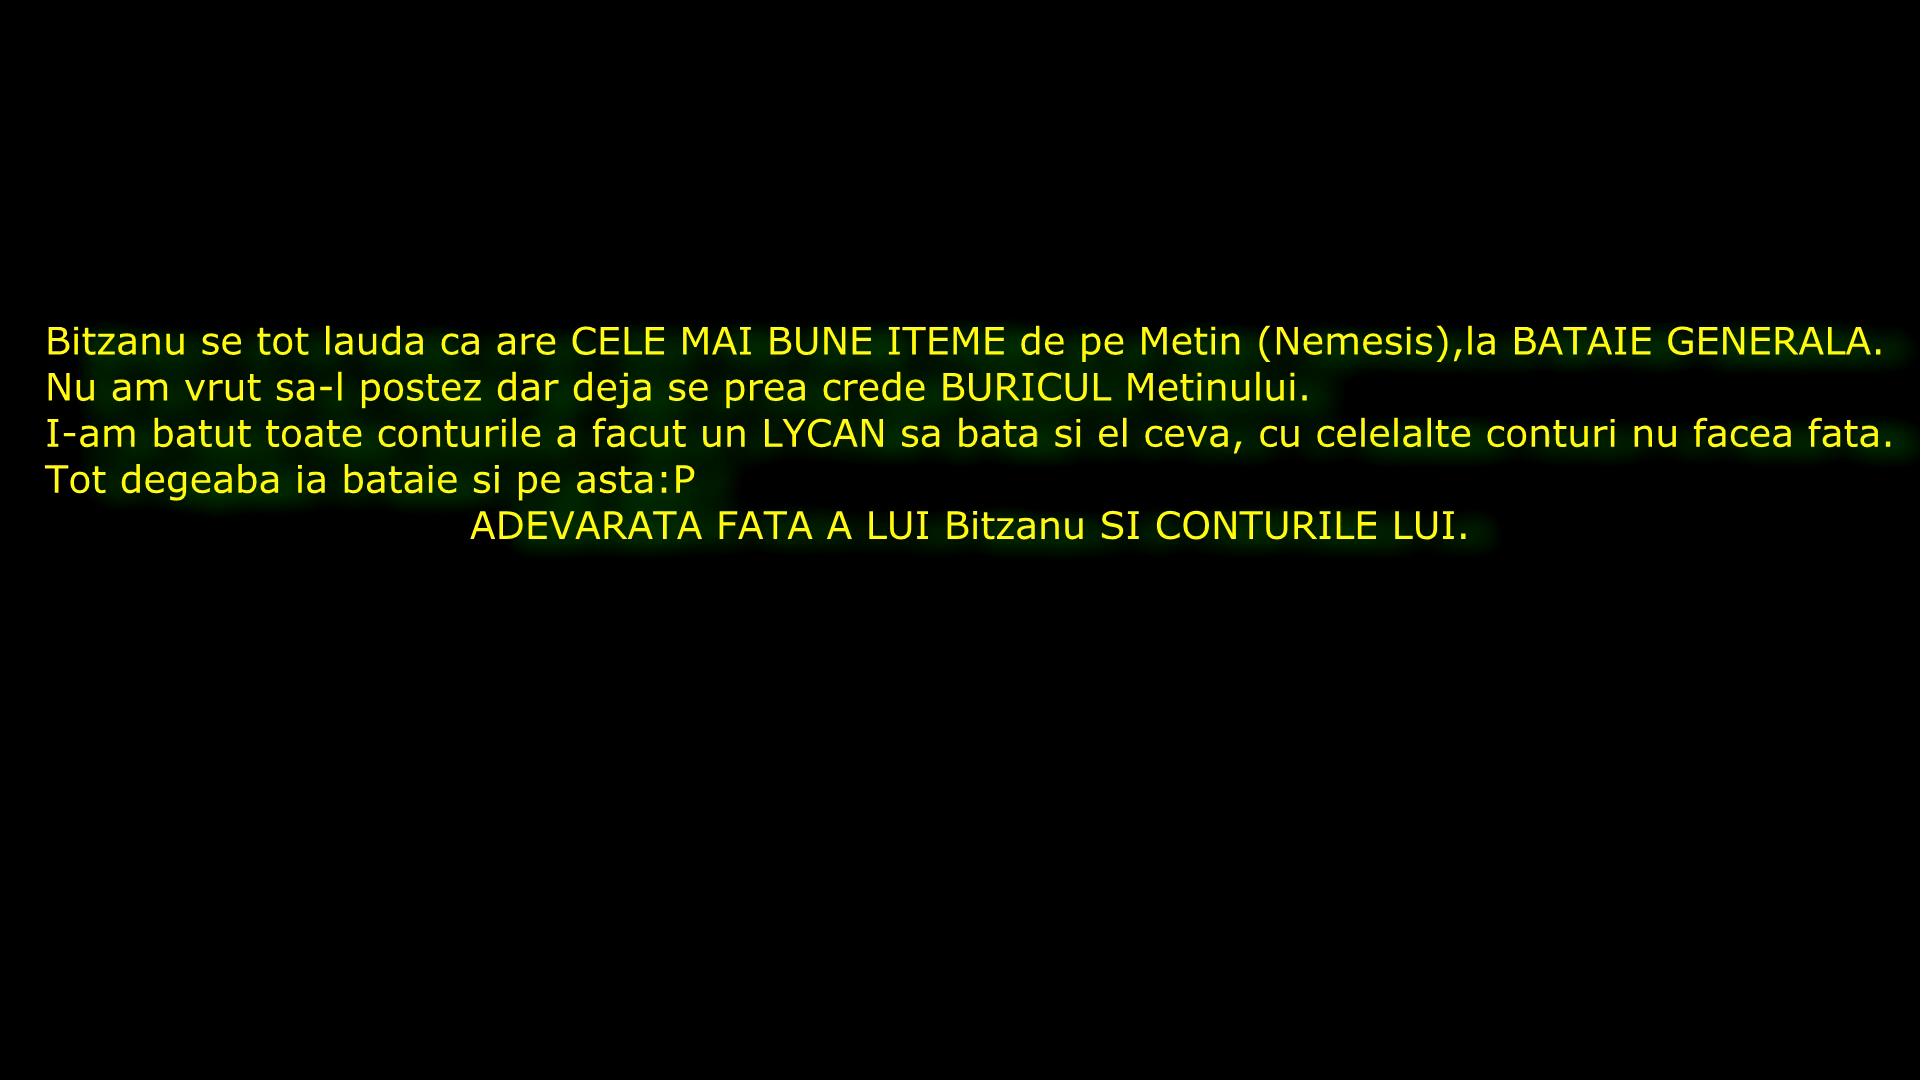 Bitzanu se tot lauda ca are CELE MAI BUNE ITEME de pe Metin (Nemesis),la BATAIE GENERALA.
Nu am vrut sa-l postez dar deja se prea crede BURICUL Metinului.
I-am batut toate conturile a facut un LYCAN sa bata si el ceva, cu celelalte conturi nu facea fata.
Tot degeaba ia bataie si pe asta:P
ADEVARATA FATA A LUI Bitzanu SI CONTURILE LUI.